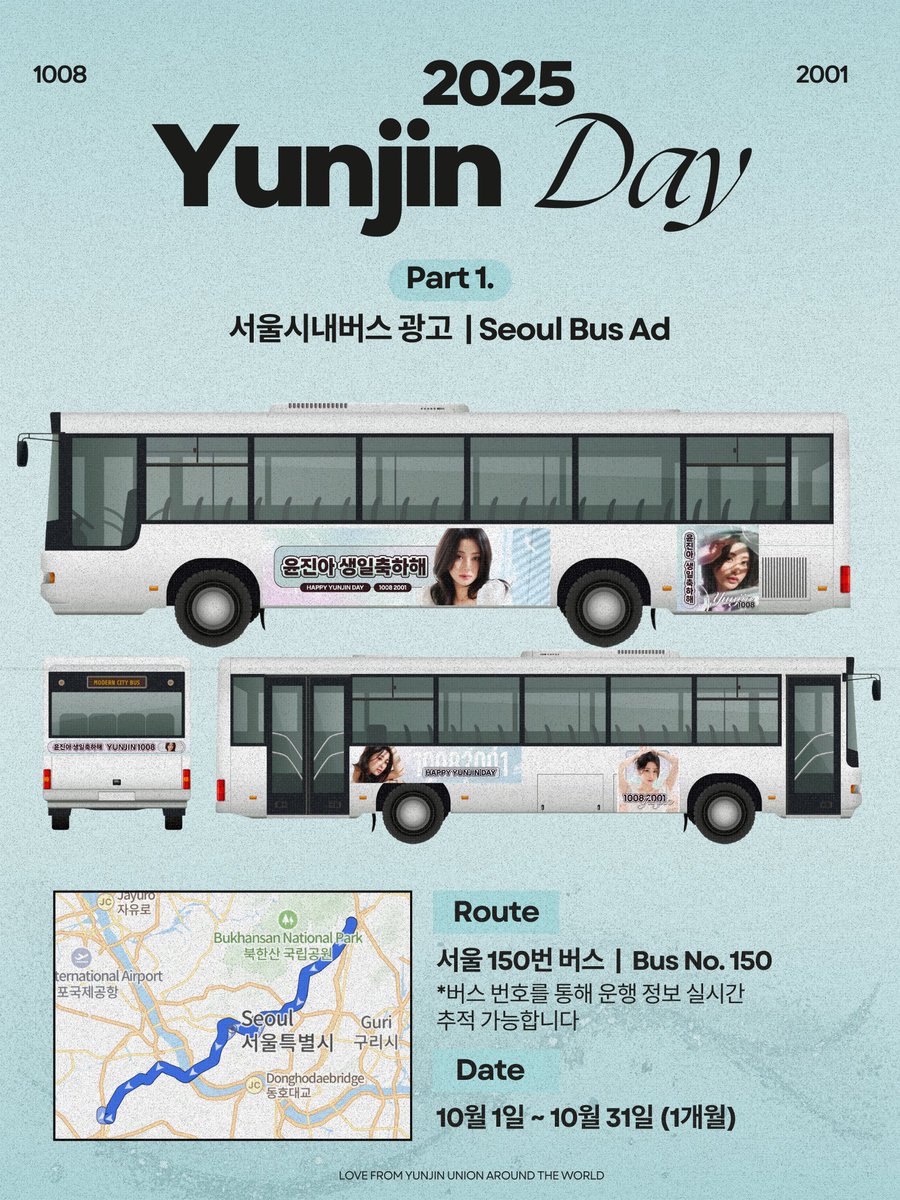 1008
2001
2025
Yunjin Day
Part 1.
서울시내버스 광고 | Seoul Bus Ad
윤진아 생일축하해
HAPPY YUNJIN DAY
1008 2001
윤진아 생일축하해
Yunjin
1008
MODERN CITY BUS
윤진아 생일축하해 YUNJIN1008
10082001
HAPPY YUNJIN DAY
1008 2001
Jayuro
JC
자유로
Bukhansan National Park
북한산 국립공원
ternational Airport
포국제공항
Seoul
서울특별시
Guri
구리시
JC
Donghodaebridge
동호대교
Route
서울 150번 버스 | Bus No. 150
*버스 번호를 통해 운행 정보 실시간
추적 가능합니다
Date
10월 1일 ~ 10월 31일 (1개월)
LOVE FROM YUNJIN UNION AROUND THE WORLD